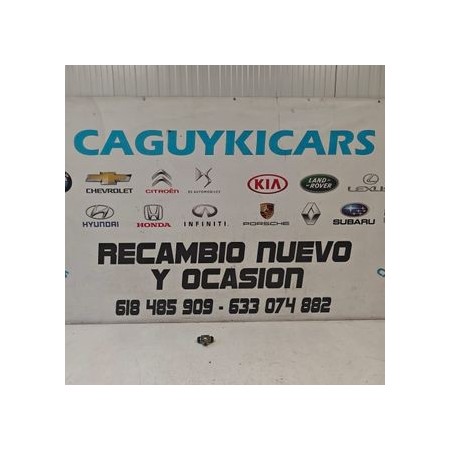 CAGUYKICARS
CHEVROLET CITROËN DS AUTOMOBILES KIA LAND ROVER LEXUS
HYUNDAI HONDA INFINITI PORSCHE RENAULT SUBARU
RECAMBIO NUEVO
Y OCASION
618 485 909 - 633 074 882